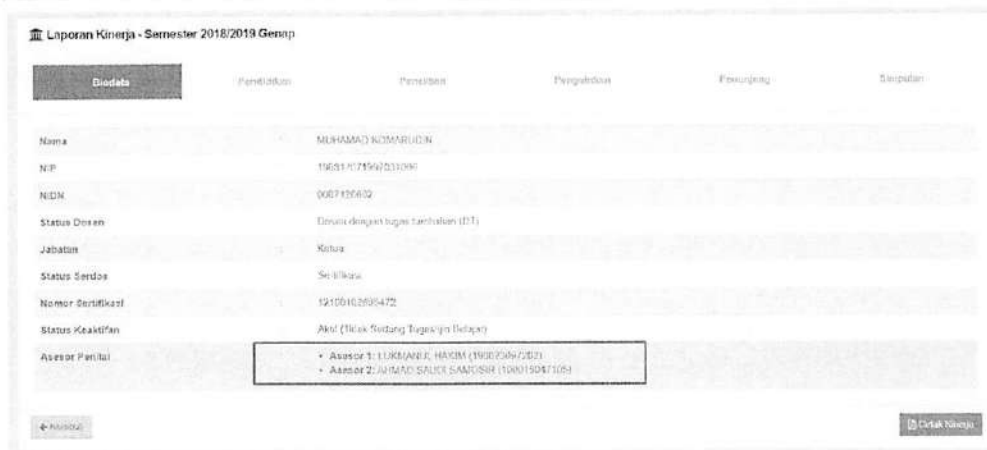 Laporan Kinerja - Semester 2018/2019 Genap
Biodata Pendidikan Penelitian Pengabdian Penunjang Simpulan
Nama : MUHAMAD KOMARUDIN
NIP
NIDN
Status Dosen : Dosen dengan tugas tambahan (DT)
Jabatan : Ketua
Status Serdos : Sertifikasi
Nomor Sertifikasi
Status Keaktifan : Aktif (Tidak Sedang Tugas/Ijin Belajar)
Asesor Penilai
• Asesor 1: LUKMANUL HAKIM
• Asesor 2: AHMAD SAUDI SAMOSIR
Kembali
Cetak Kinerja